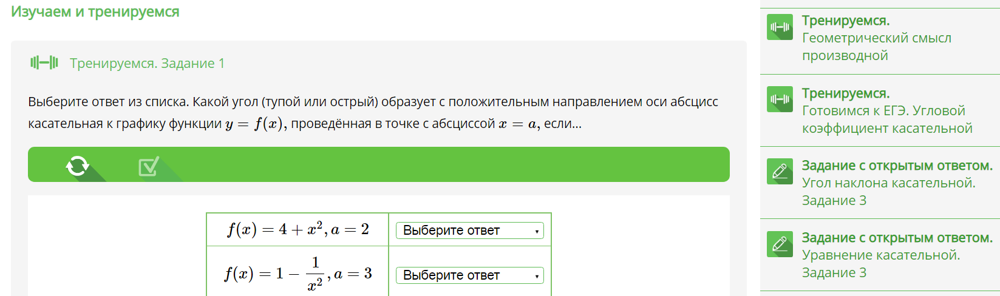 Изучаем и тренируемся
Тренируемся. Задание 1
Выберите ответ из списка. Какой угол (тупой или острый) образует с положительным направлением оси абсцисс
касательная к графику функции y = f(x), проведённая в точке с абсциссой x = a, если...
f(x) = 4 + x², a = 2
Выберите ответ
f(x) = 1 − 1/x², a = 3
Выберите ответ
Тренируемся.
Геометрический смысл
производной
Тренируемся.
Готовимся к ЕГЭ. Угловой
коэффициент касательной
Задание с открытым ответом.
Угол наклона касательной.
Задание 3
Задание с открытым ответом.
Уравнение касательной.
Задание 3